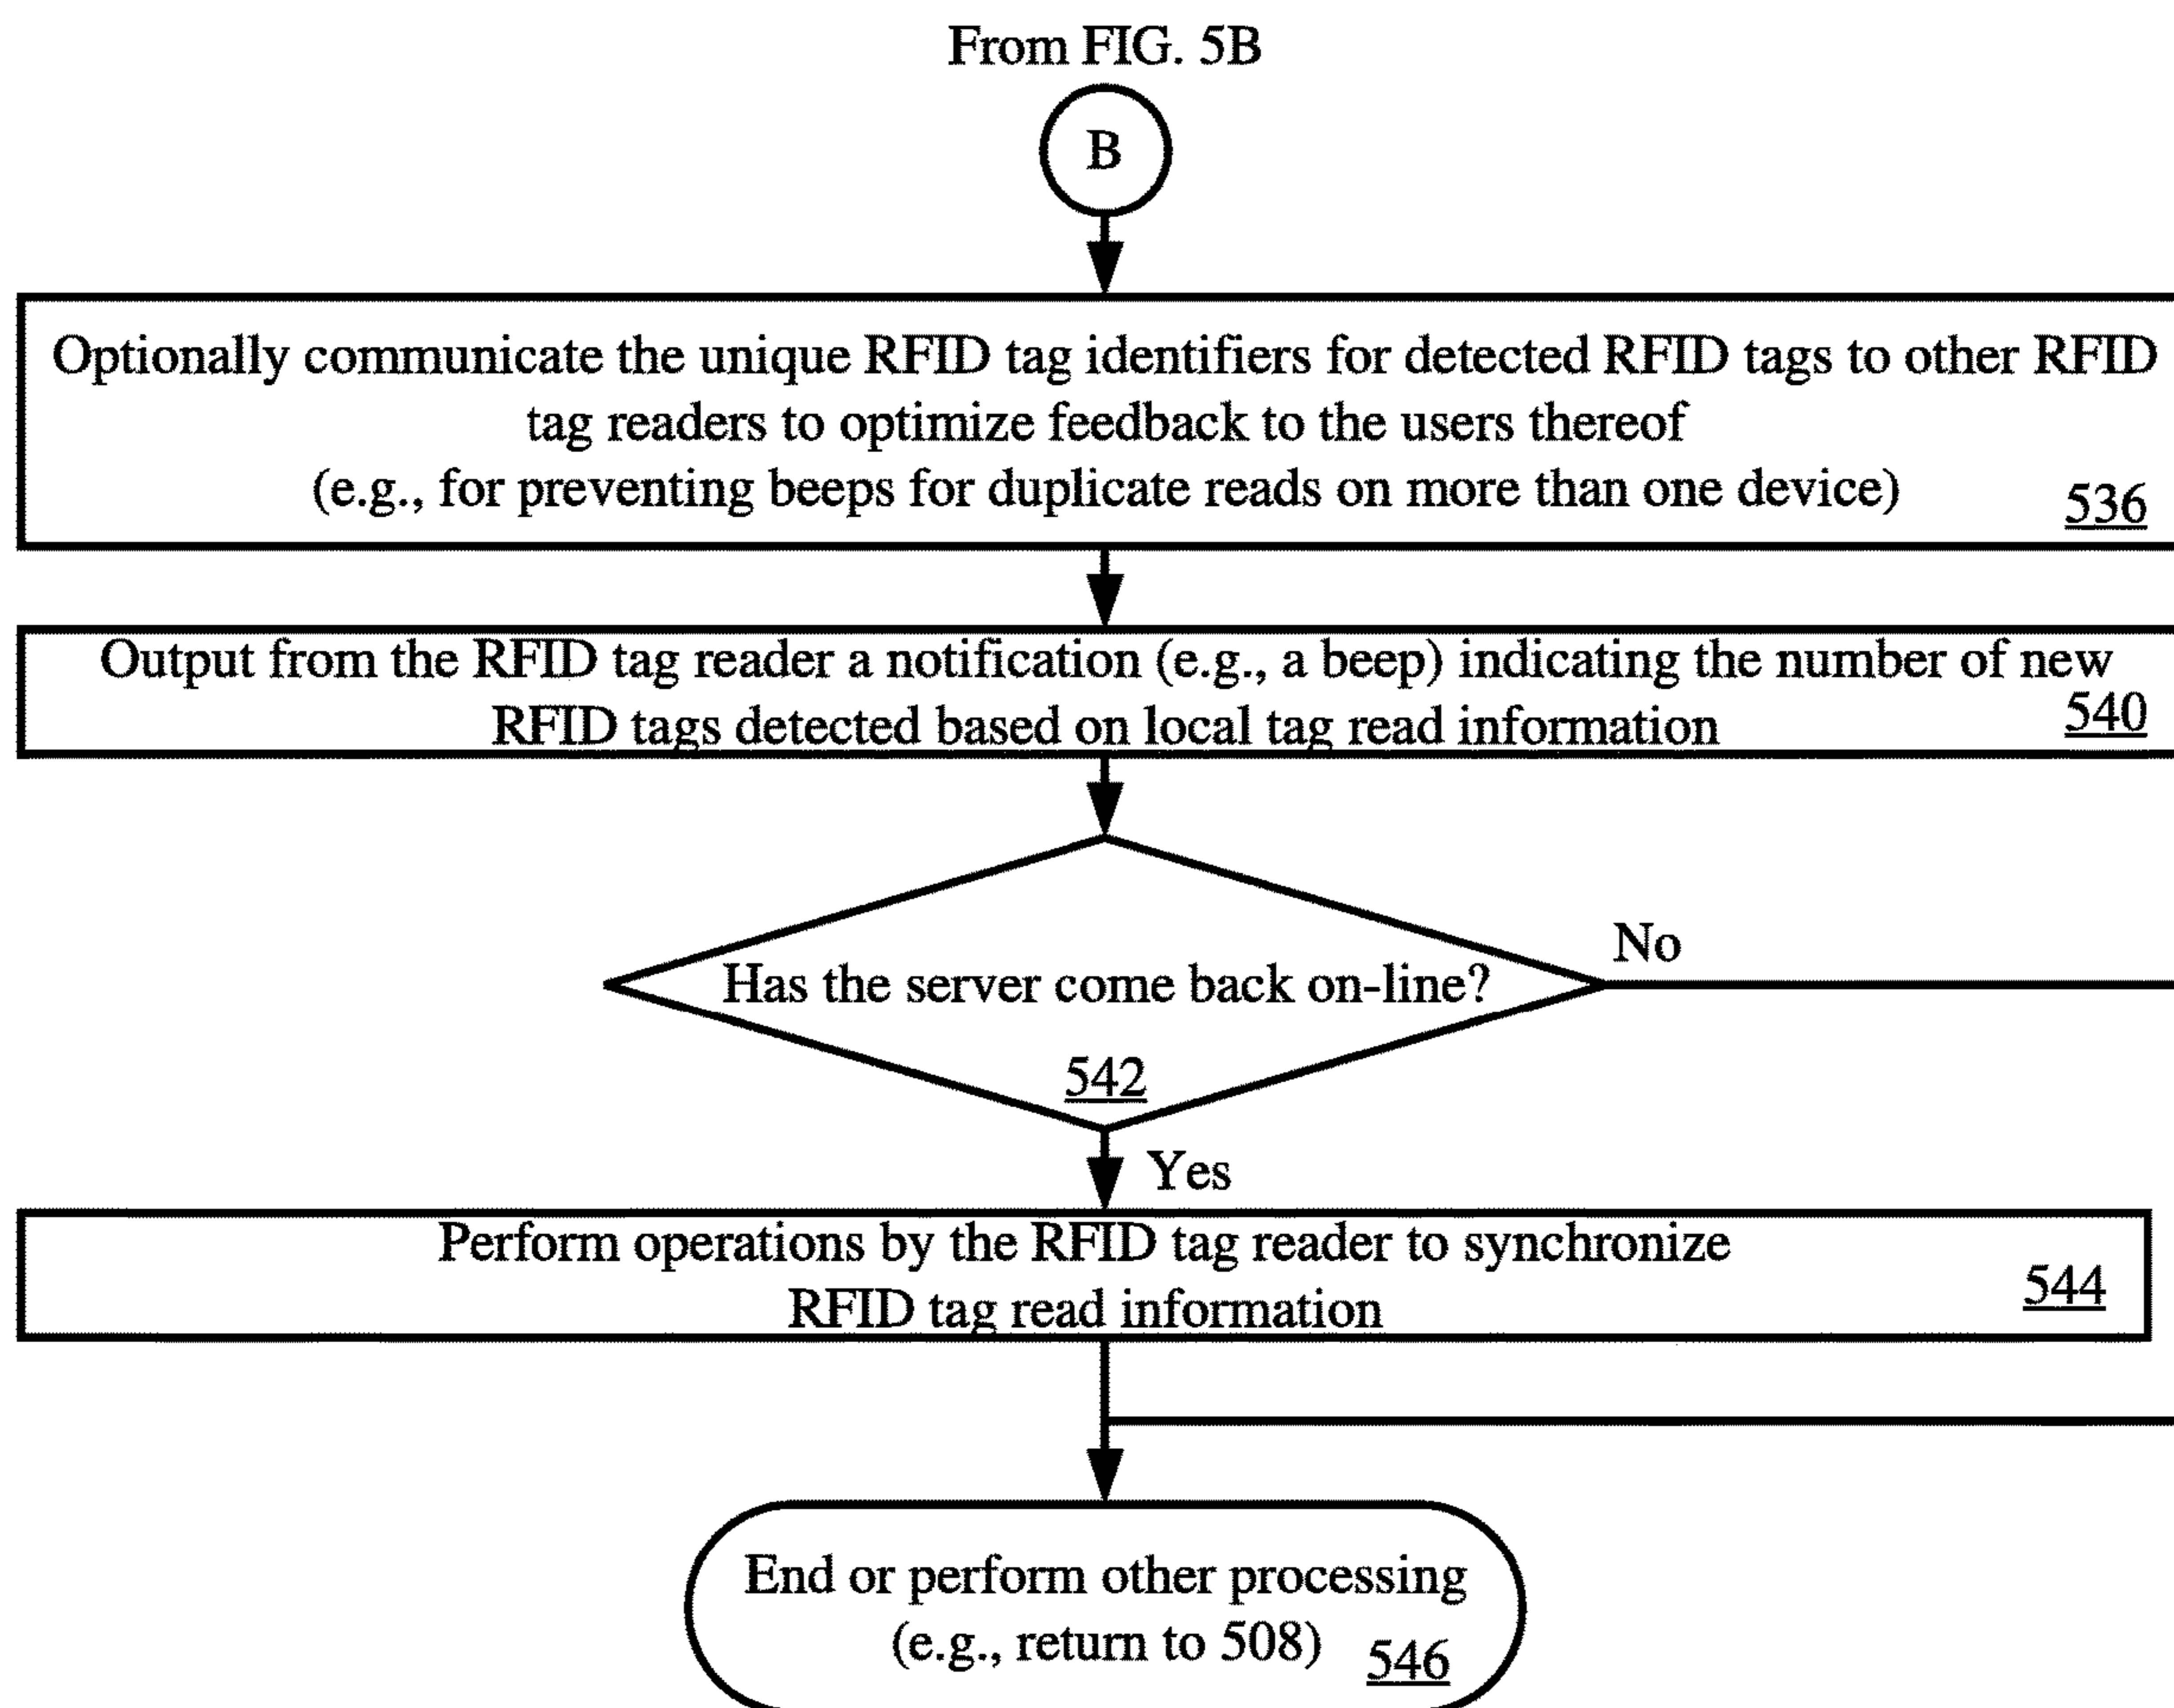 From FIG. 5B
B
Optionally communicate the unique RFID tag identifiers for detected RFID tags to other RFID
tag readers to optimize feedback to the users thereof
(e.g., for preventing beeps for duplicate reads on more than one device)
536
Output from the RFID tag reader a notification (e.g., a beep) indicating the number of new
RFID tags detected based on local tag read information
540
No
Has the server come back on-line?
542
Yes
Perform operations by the RFID tag reader to synchronize
RFID tag read information
544
End or perform other processing
(e.g., return to 508)
546